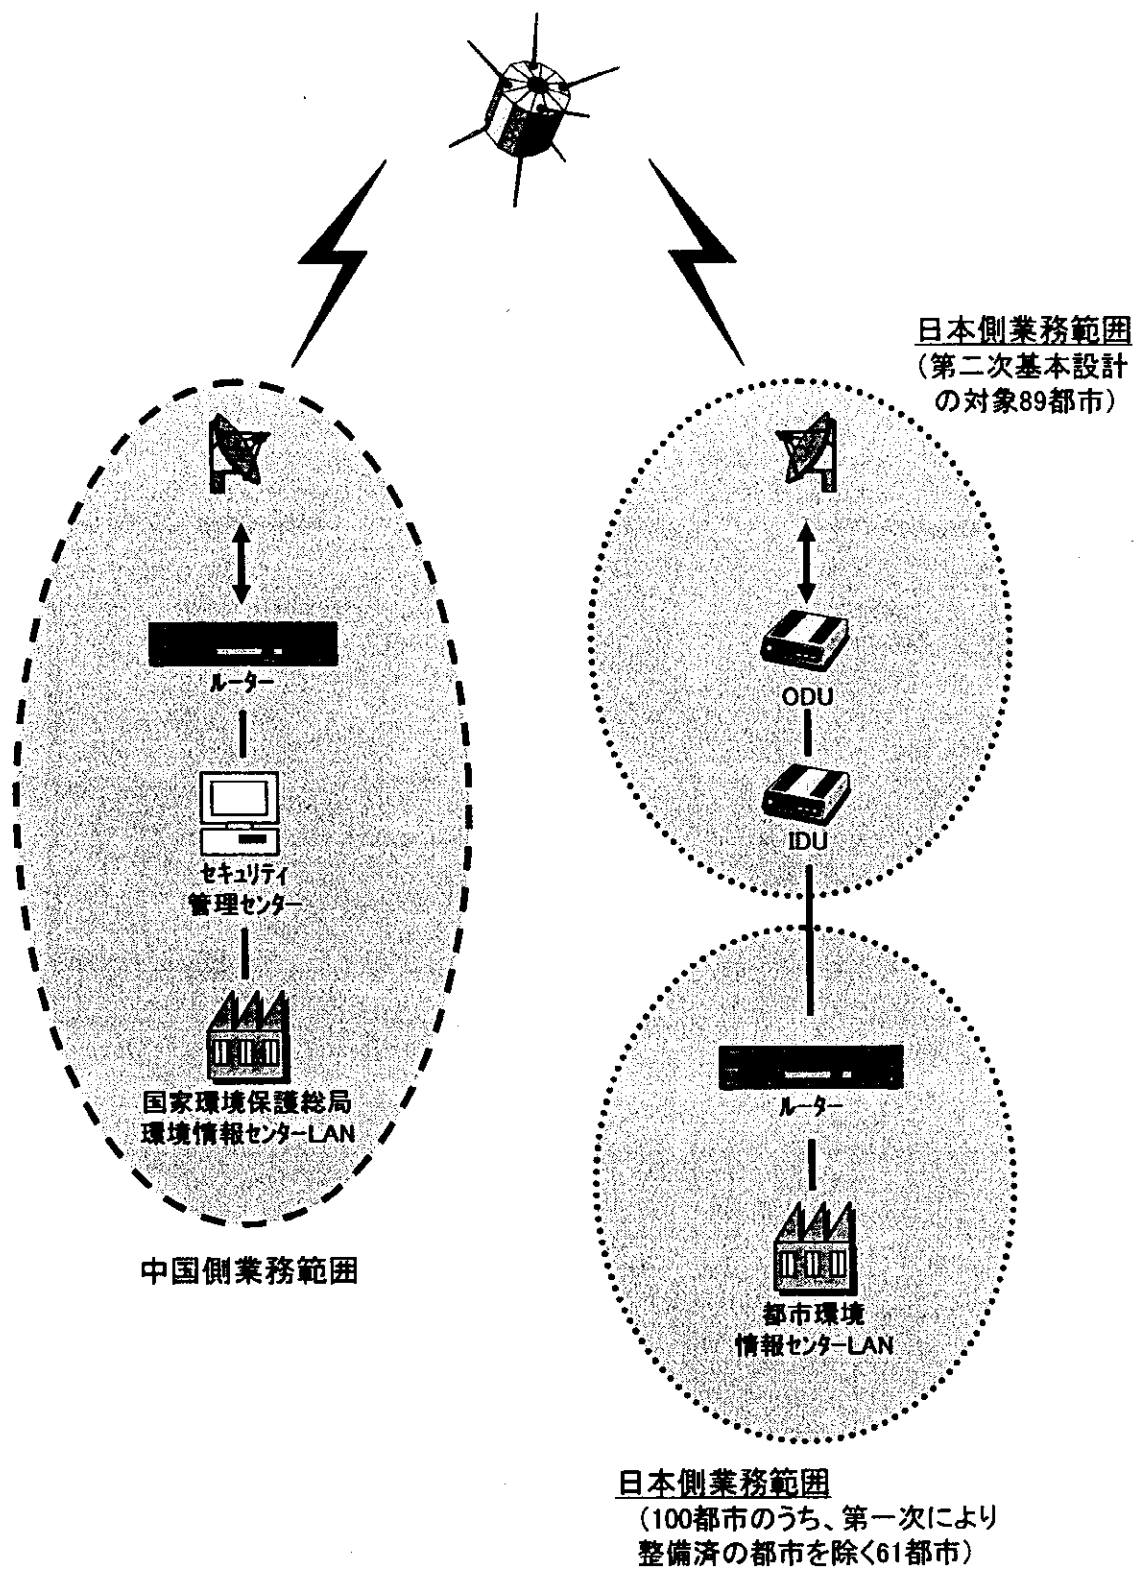 日本側業務範囲
（第二次基本設計
の対象89都市）
ルーター
セキュリティ
管理センター
国家環境保護総局
環境情報センターLAN
中国側業務範囲
ODU
IDU
ルーター
都市環境
情報センターLAN
日本側業務範囲
（100都市のうち、第一次により
整備済の都市を除く61都市）